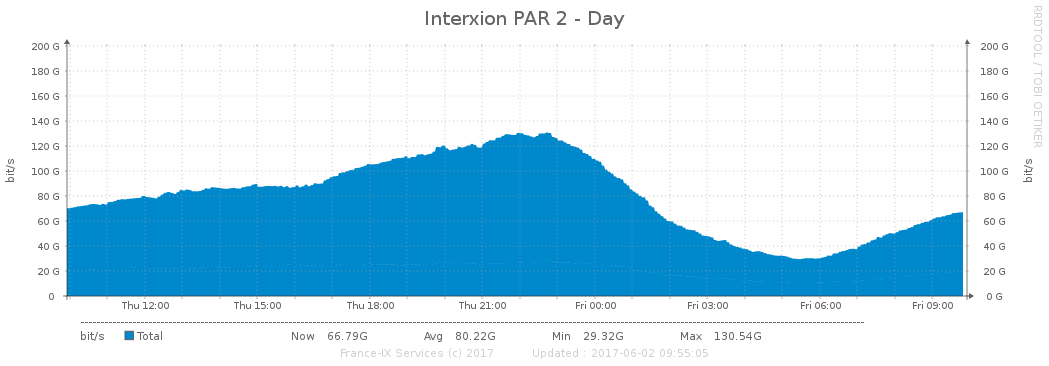 Interxion PAR 2 - Day
RRDTOOL / TOBI OETIKER
200 G 200 G
180 G 180 G
160 G 160 G
140 G 140 G
120 G 120 G
100 G 100 G
80 G 80 G
60 G 60 G
40 G 40 G
20 G 20 G
0 0 G
bit/s bit/s
Thu 12:00 Thu 15:00 Thu 18:00 Thu 21:00 Fri 00:00 Fri 03:00 Fri 06:00 Fri 09:00
bit/s Total Now 66.79G Avg 80.22G Min 29.32G Max 130.54G
France-IX Services (c) 2017 Updated : 2017-06-02 09:55:05